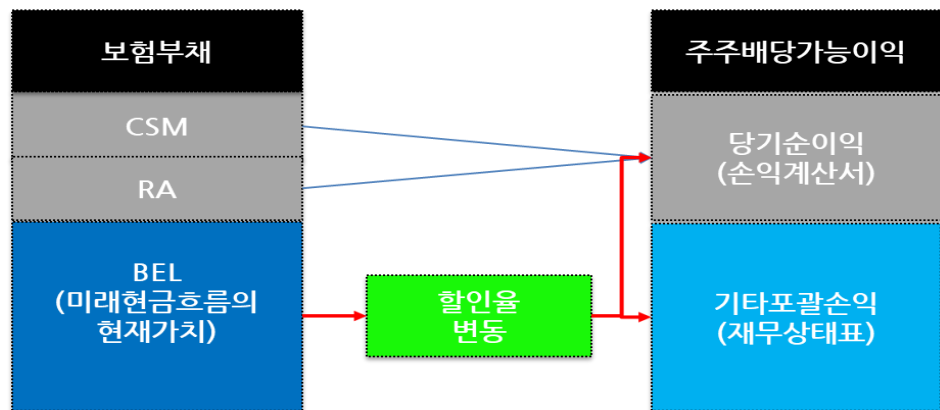 보험부채
CSM
RA
BEL
(미래현금흐름의
현재가치)
할인율
변동
주주배당가능이익
당기순이익
(손익계산서)
기타포괄손익
(재무상태표)